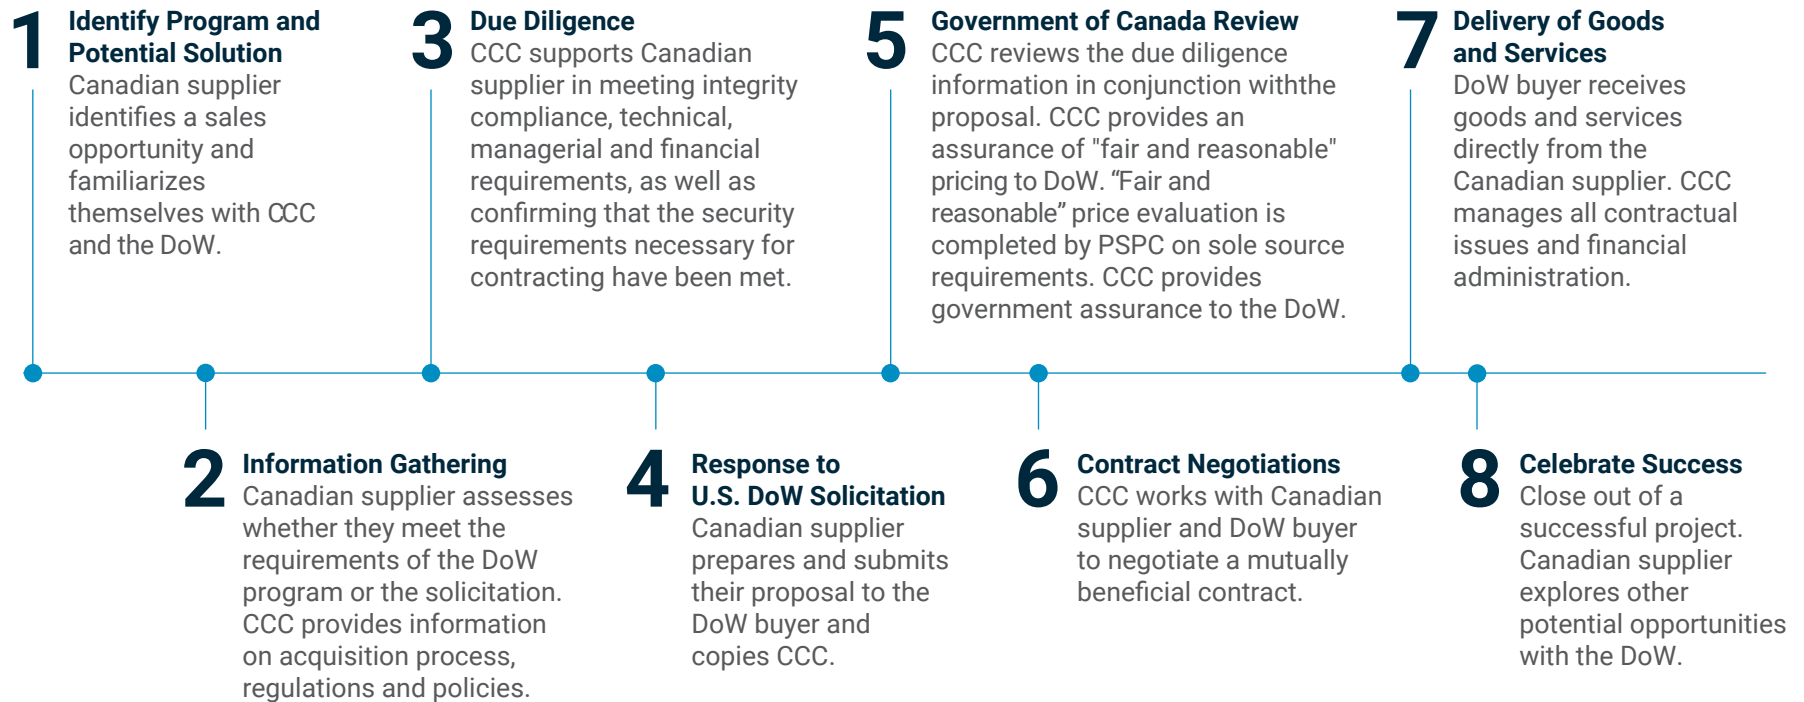 1
Identify Program and
Potential Solution
Canadian supplier
identifies a sales
opportunity and
familiarizes
themselves with CCC
and the DoW.
2
Information Gathering
Canadian supplier assesses
whether they meet the
requirements of the DoW
program or the solicitation.
CCC provides information
on acquisition process,
regulations and policies.
3
Due Diligence
CCC supports Canadian
supplier in meeting integrity
compliance, technical,
managerial and financial
requirements, as well as
confirming that the security
requirements necessary for
contracting have been met.
4
Response to
U.S. DoW Solicitation
Canadian supplier
prepares and submits
their proposal to the
DoW buyer and
copies CCC.
5
Government of Canada Review
CCC reviews the due diligence
information in conjunction withthe
proposal. CCC provides an
assurance of "fair and reasonable"
pricing to DoW. “Fair and
reasonable” price evaluation is
completed by PSPC on sole source
requirements. CCC provides
government assurance to the DoW.
6
Contract Negotiations
CCC works with Canadian
supplier and DoW buyer
to negotiate a mutually
beneficial contract.
7
Delivery of Goods
and Services
DoW buyer receives
goods and services
directly from the
Canadian supplier. CCC
manages all contractual
issues and financial
administration.
8
Celebrate Success
Close out of a
successful project.
Canadian supplier
explores other
potential opportunities
with the DoW.